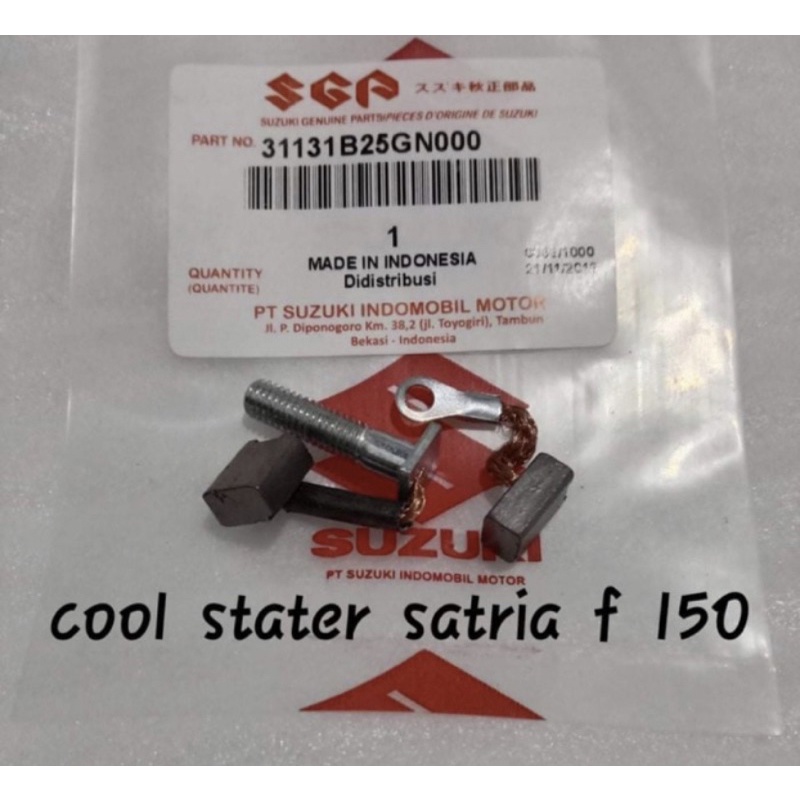 SGP スズキ純正部品
SUZUKI GENUINE PARTS/PIECES D'ORIGINE DE SUZUKI
PART NO. 31131B25GN000
1
MADE IN INDONESIA
QUANTITY
(QUANTITE)
Didistribusi
PT SUZUKI INDOMOBIL MOTOR
Jl. P. Diponogoro Km. 38,2 (jl. Toyogiri), Tambun
Bekasi - Indonesia
SUZUKI
PT SUZUKI INDOMOBIL MOTOR
cool stater satria f 150